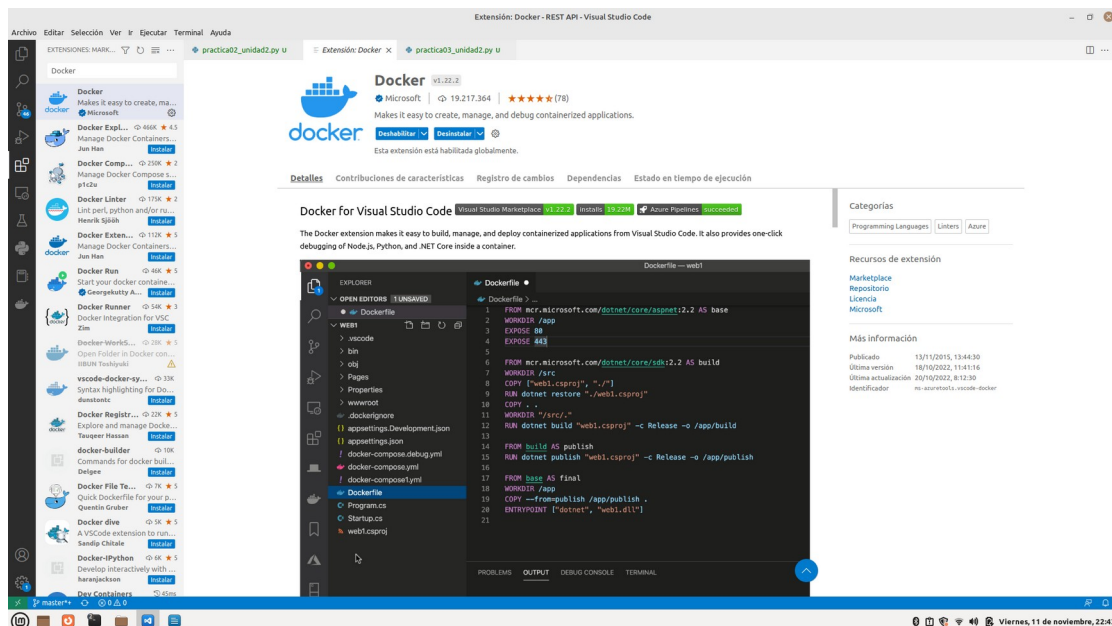 Extensión: Docker - REST API - Visual Studio Code
Archivo Editar Selección Ver Ir Ejecutar Terminal Ayuda
EXTENSIONES: MARK...
practica02_unidad2.py U
Extensión: Docker
practica03_unidad2.py U
Docker
Docker
Makes it easy to create, ma...
Microsoft
Docker Expl... 466K 4.5
Manage Docker Containers...
Jun Han Instalar
Docker Comp... 250K 2
Manage Docker Compose s...
p1c2u Instalar
Docker Linter 175K 2
Lint perl, python and/or ru...
Henrik Sjööh Instalar
Docker Exten... 112K 5
Manage Docker Containers...
Jun Han Instalar
Docker Run 46K 5
Start your docker containe...
Georgekutty A... Instalar
Docker Runner 54K 3
Docker Integration for VSC
Zim Instalar
Docker WorkS... 28K 5
Open Folder in Docker con...
IIBUN Toshiyuki
vscode-docker-sy... 33K
Syntax highlighting for Do...
dunstontc Instalar
Docker Registr... 22K 5
Explore and manage Docke...
Tauqeer Hassan Instalar
docker-builder 10K
Commands for docker buil...
Delgee Instalar
Docker File Te... 7K 5
Quick Dockerfile for your p...
Quentin Gruber Instalar
Docker dive 5K 5
A VSCode extension to run...
Sandip Chitale Instalar
Docker-IPython 6K 5
Develop interactively with ...
haranjackson Instalar
Dev Containers 45ms
docker
Docker v1.22.2
Microsoft 19.217.364 (78)
Makes it easy to create, manage, and debug containerized applications.
Deshabilitar Desinstalar
Esta extensión está habilitada globalmente.
Detalles Contribuciones de características Registro de cambios Dependencias Estado en tiempo de ejecución
Docker for Visual Studio Code Visual Studio Marketplace v1.22.2 installs 19.22M Azure Pipelines succeeded
The Docker extension makes it easy to build, manage, and deploy containerized applications from Visual Studio Code. It also provides one-click
debugging of Node.js, Python, and .NET Core inside a container.
Dockerfile — web1
EXPLORER
OPEN EDITORS 1 UNSAVED
Dockerfile
WEB1
.vscode
bin
obj
Pages
Properties
wwwroot
.dockerignore
appsettings.Development.json
appsettings.json
docker-compose.debug.yml
docker-compose.yml
docker-compose1.yml
Dockerfile
Program.cs
Startup.cs
web1.csproj
Dockerfile
Dockerfile > ...
1 FROM mcr.microsoft.com/dotnet/core/aspnet:2.2 AS base
2 WORKDIR /app
3 EXPOSE 80
4 EXPOSE 443
5
6 FROM mcr.microsoft.com/dotnet/core/sdk:2.2 AS build
7 WORKDIR /src
8 COPY ["web1.csproj", "./"]
9 RUN dotnet restore "./web1.csproj"
10 COPY . .
11 WORKDIR "/src/."
12 RUN dotnet build "web1.csproj" -c Release -o /app/build
13
14 FROM build AS publish
15 RUN dotnet publish "web1.csproj" -c Release -o /app/publish
16
17 FROM base AS final
18 WORKDIR /app
19 COPY --from=publish /app/publish .
20 ENTRYPOINT ["dotnet", "web1.dll"]
21
PROBLEMS OUTPUT DEBUG CONSOLE TERMINAL
Categorías
Programming Languages Linters Azure
Recursos de extensión
Marketplace
Repositorio
Licencia
Microsoft
Más información
Publicado 13/11/2015, 13:44:30
Última versión 18/10/2022, 11:41:16
Última actualización 20/10/2022, 8:12:30
Identificador ms-azuretools.vscode-docker
master*+ 0 0 0
Viernes, 11 de noviembre, 22:4